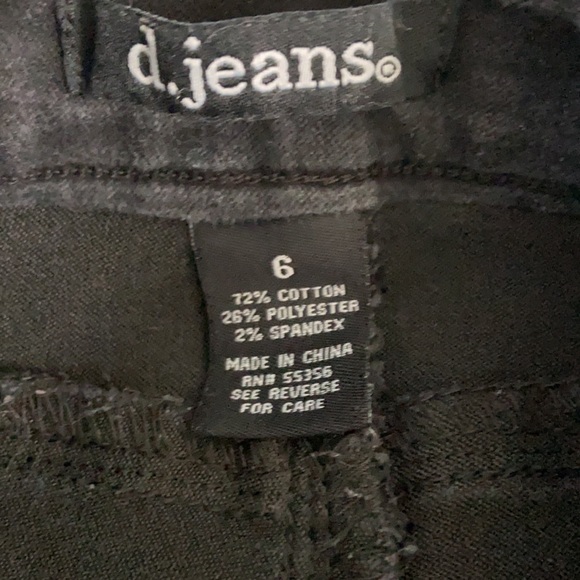 d.jeans®
6
72% COTTON
26% POLYESTER
2% SPANDEX
MADE IN CHINA
RN# 55356
SEE REVERSE
FOR CARE